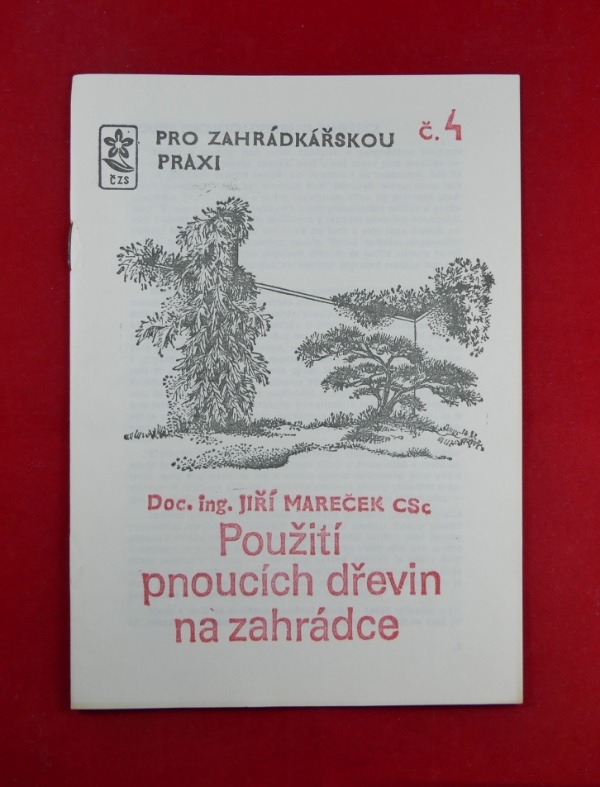 PRO ZAHRÁDKÁŘSKOU
PRAXI
č. 4
ČZS
Doc. ing. JIŘÍ MAREČEK CSc
Použití
pnoucích dřevin
na zahrádce